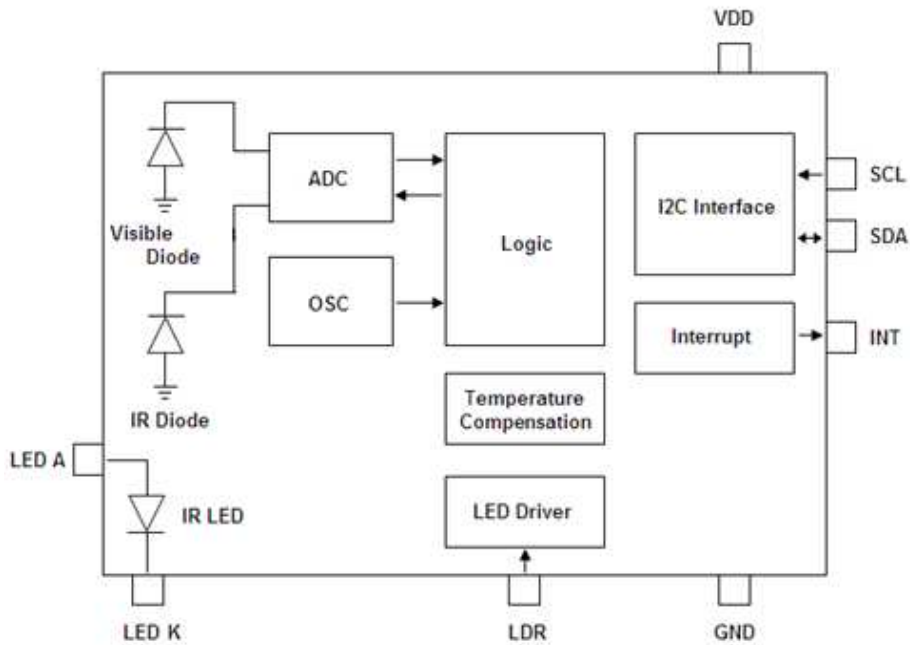 VDD
ADC
Logic
I2C Interface
SCL
SDA
Visible
Diode
OSC
Interrupt
INT
IR Diode
Temperature
Compensation
LED A
IR LED
LED Driver
LED K
LDR
GND